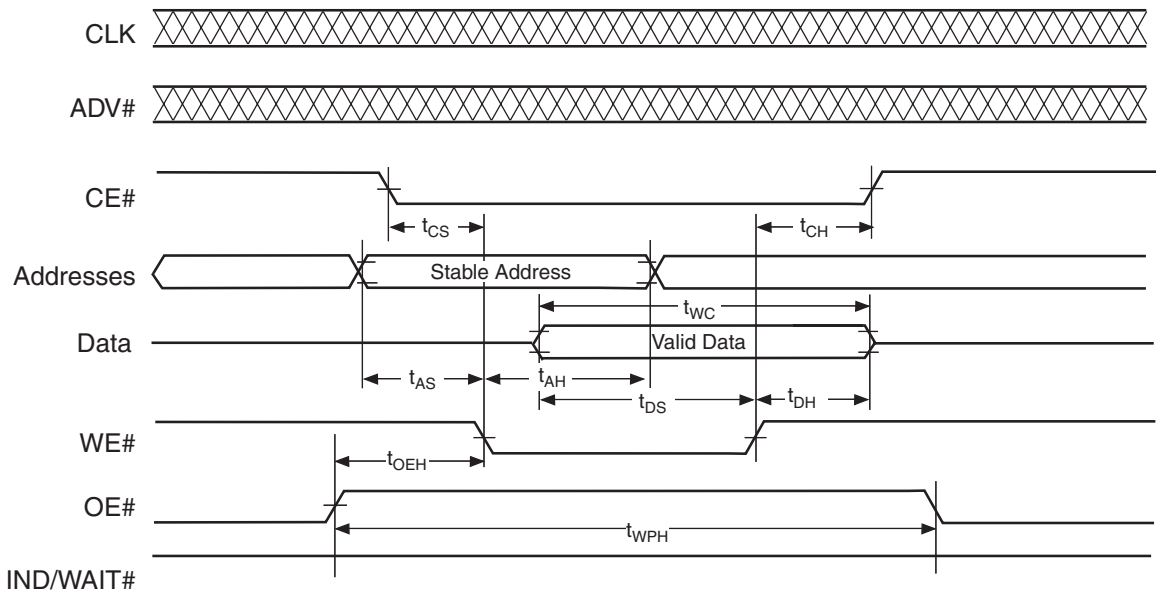 CLK
ADV#
CE#
tCS
tCH
Addresses
Stable Address
tWC
Data
Valid Data
tAS
tAH
tDS
tDH
WE#
tOEH
OE#
tWPH
IND/WAIT#